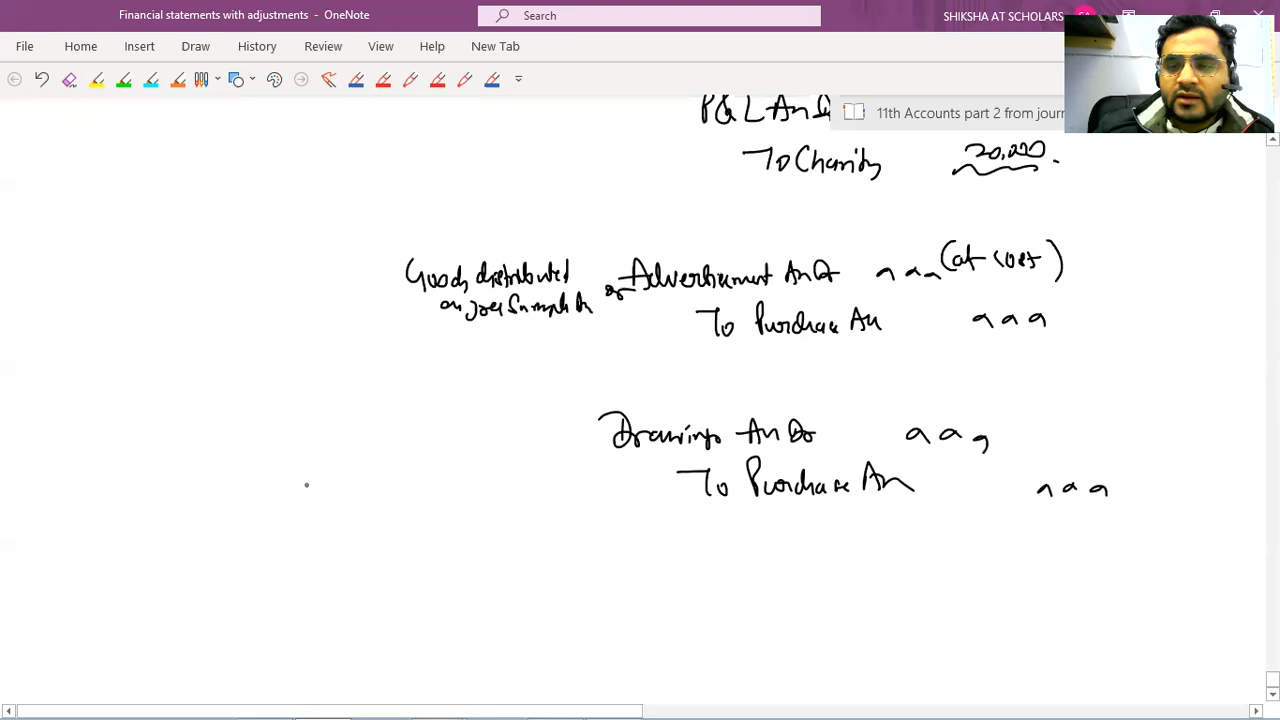 Financial statements with adjustments - OneNote
Search
SHIKSHA AT SCHOLARS
File Home Insert Draw History Review View Help New Tab
11th Accounts part 2 from journ
P & L A/c Dr
To Charity 20,000
Goods distributed or Advertisement A/c Dr aaa (at cost)
as free Sample A/c
To Purchase A/c aaa
Drawings A/c Dr aaa
To Purchase A/c aaa